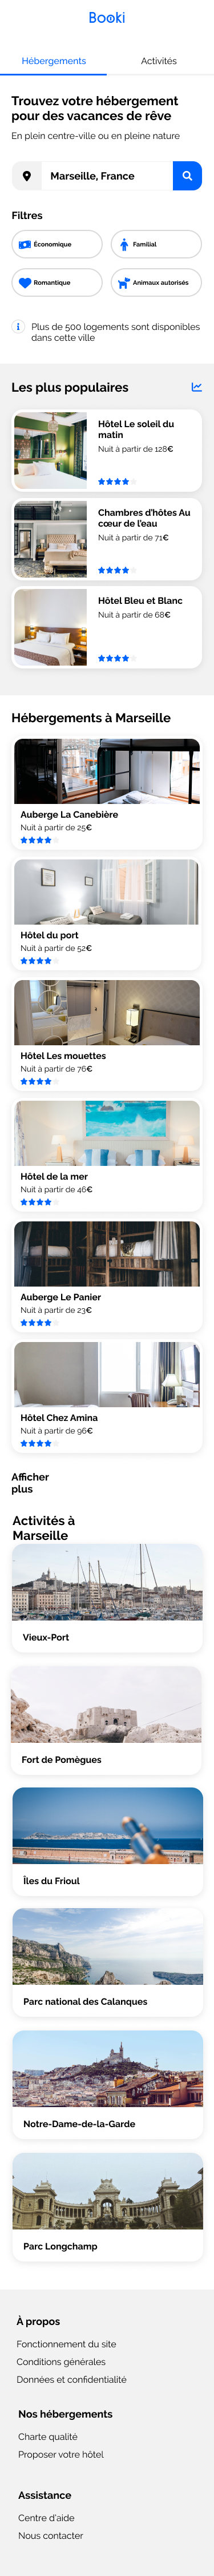 Booki
Hébergements
Activités
Trouvez votre hébergement
pour des vacances de rêve
En plein centre-ville ou en pleine nature
Marseille, France
Filtres
Économique
Familial
Romantique
Animaux autorisés
Plus de 500 logements sont disponibles
dans cette ville
Les plus populaires
Hôtel Le soleil du
matin
Nuit à partir de 128€
Chambres d'hôtes Au
cœur de l'eau
Nuit à partir de 71€
Hôtel Bleu et Blanc
Nuit à partir de 68€
Hébergements à Marseille
Auberge La Canebière
Nuit à partir de 25€
Hôtel du port
Nuit à partir de 52€
Hôtel Les mouettes
Nuit à partir de 76€
Hôtel de la mer
Nuit à partir de 46€
Auberge Le Panier
Nuit à partir de 23€
Hôtel Chez Amina
Nuit à partir de 96€
Afficher
plus
Activités à
Marseille
Vieux-Port
Fort de Pomègues
Îles du Frioul
Parc national des Calanques
Notre-Dame-de-la-Garde
Parc Longchamp
À propos
Fonctionnement du site
Conditions générales
Données et confidentialité
Nos hébergements
Charte qualité
Proposer votre hôtel
Assistance
Centre d'aide
Nous contacter